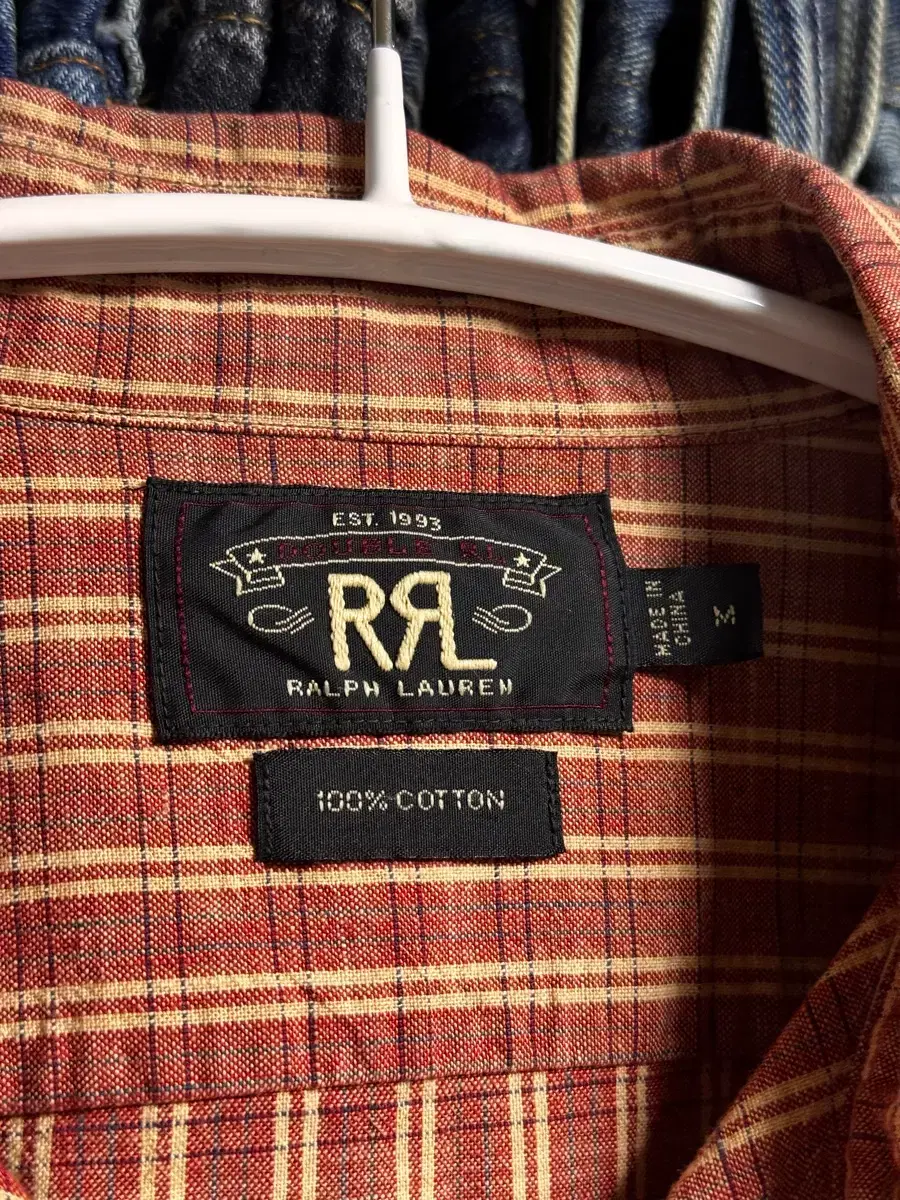 EST. 1993
DOUBLE RL
RRL
RALPH LAUREN
MADE IN
CHINA
M
100% COTTON